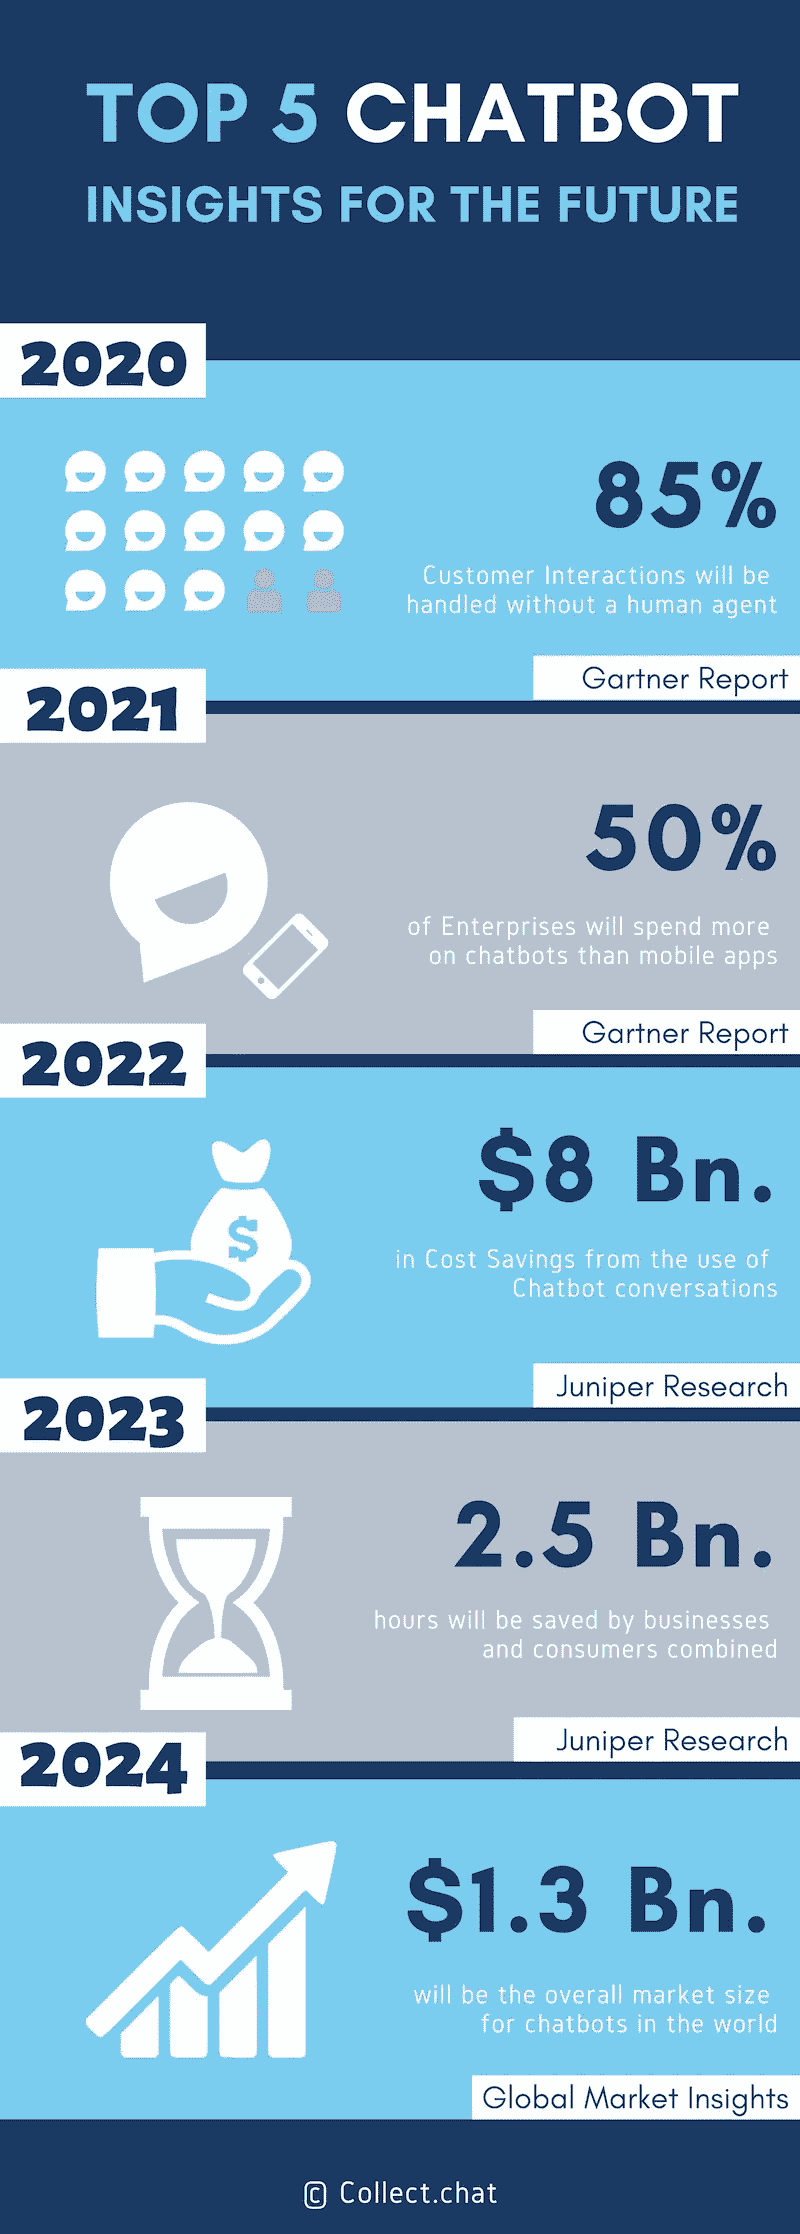 TOP 5 CHATBOT
INSIGHTS FOR THE FUTURE
2020
85%
Customer Interactions will be
handled without a human agent
Gartner Report
2021
50%
of Enterprises will spend more
on chatbots than mobile apps
Gartner Report
2022
$8 Bn.
$
in Cost Savings from the use of
Chatbot conversations
Juniper Research
2023
2.5 Bn.
hours will be saved by businesses
and consumers combined
Juniper Research
2024
$1.3 Bn.
will be the overall market size
for chatbots in the world
Global Market Insights
© Collect.chat